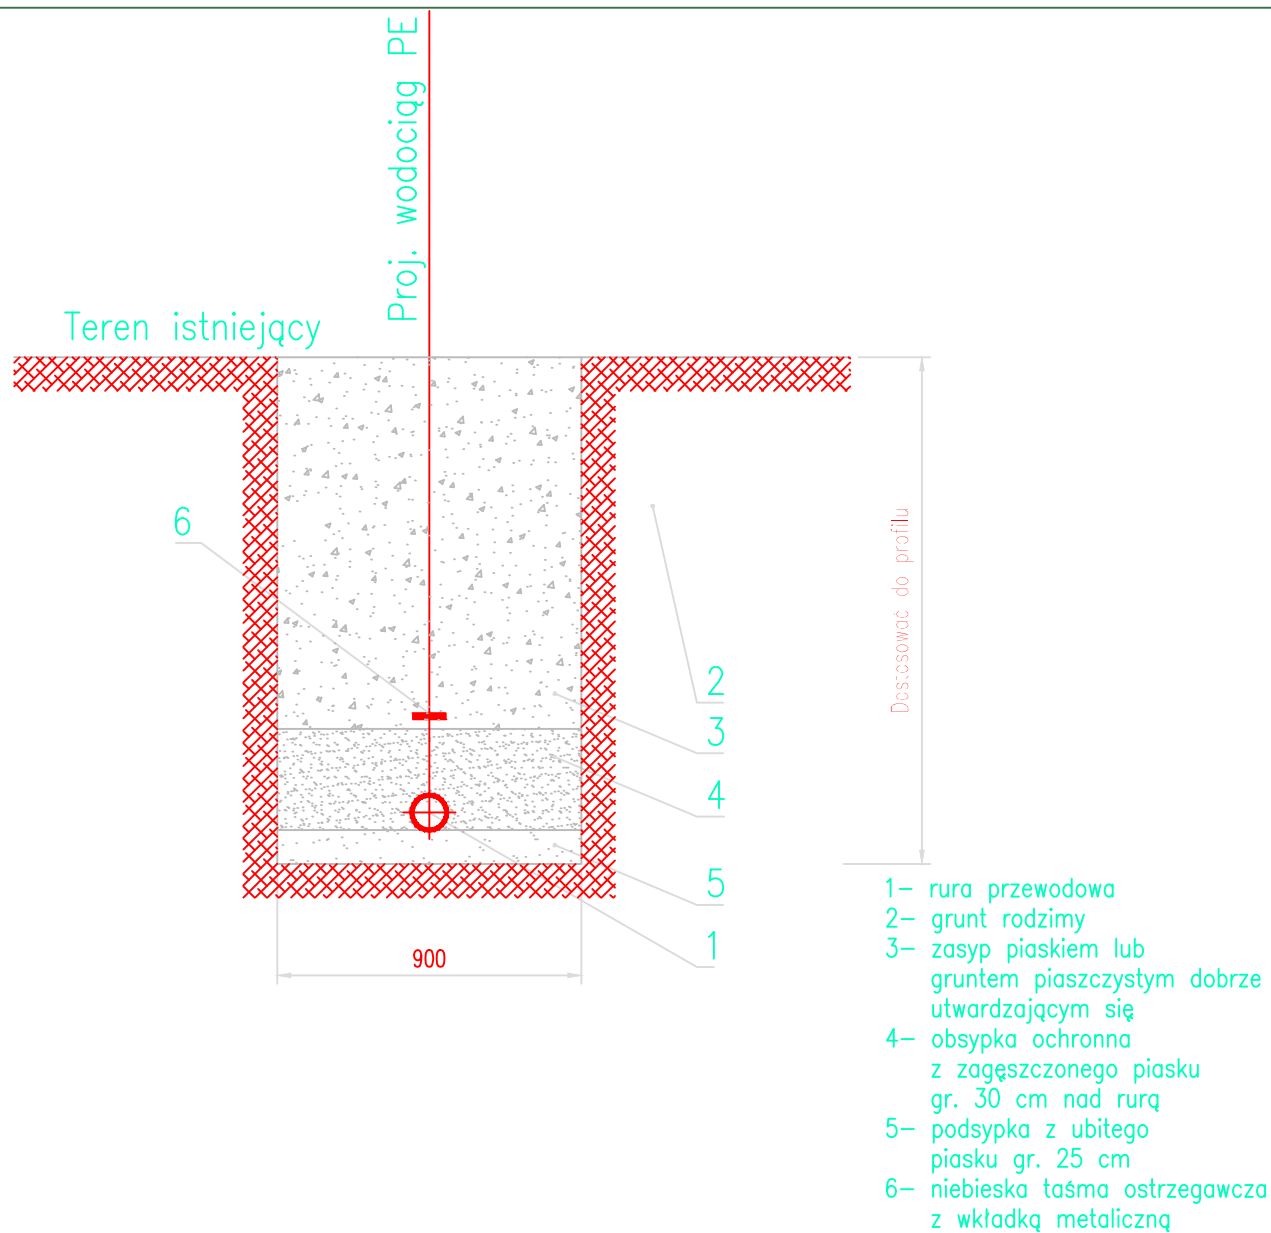 Proj. wodociąg PE
Teren istniejący
6
2
3
4
5
1
900
Dostosować do profilu
1- rura przewodowa
2- grunt rodzimy
3- zasyp piaskiem lub
gruntem piaszczystym dobrze
utwardzającym się
4- obsypka ochronna
z zagęszczonego piasku
gr. 30 cm nad rurą
5- podsypka z ubitego
piasku gr. 25 cm
6- niebieska taśma ostrzegawcza
z wkładką metaliczną